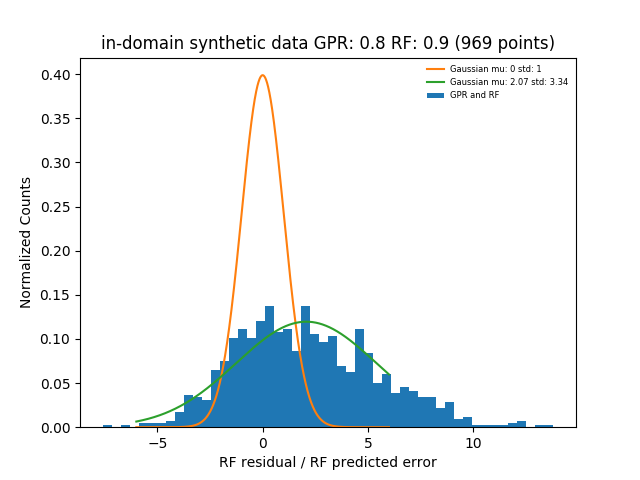 in-domain synthetic data GPR: 0.8 RF: 0.9 (969 points)
Gaussian mu: 0 std: 1
Gaussian mu: 2.07 std: 3.34
GPR and RF
Normalized Counts
0.40
0.35
0.30
0.25
0.20
0.15
0.10
0.05
0.00
−5
0
5
10
RF residual / RF predicted error